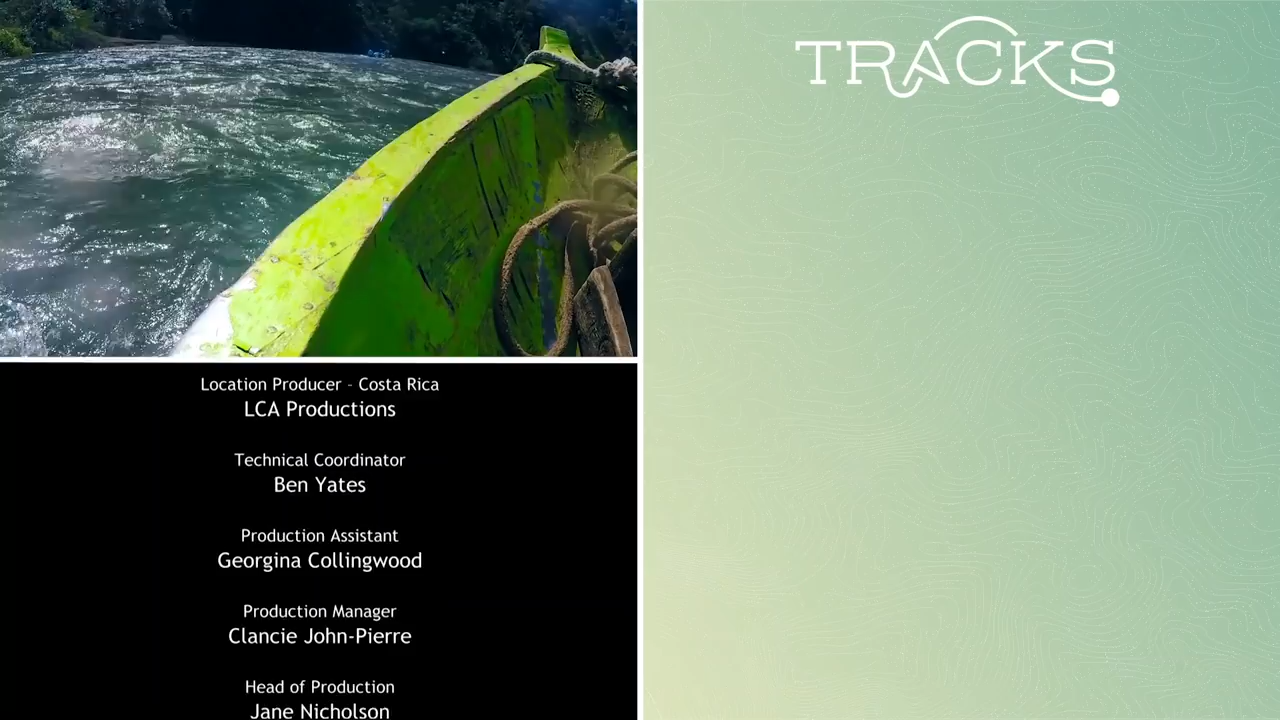 TRACKS
Location Producer - Costa Rica
LCA Productions
Technical Coordinator
Ben Yates
Production Assistant
Georgina Collingwood
Production Manager
Clancie John-Pierre
Head of Production
Jane Nicholson